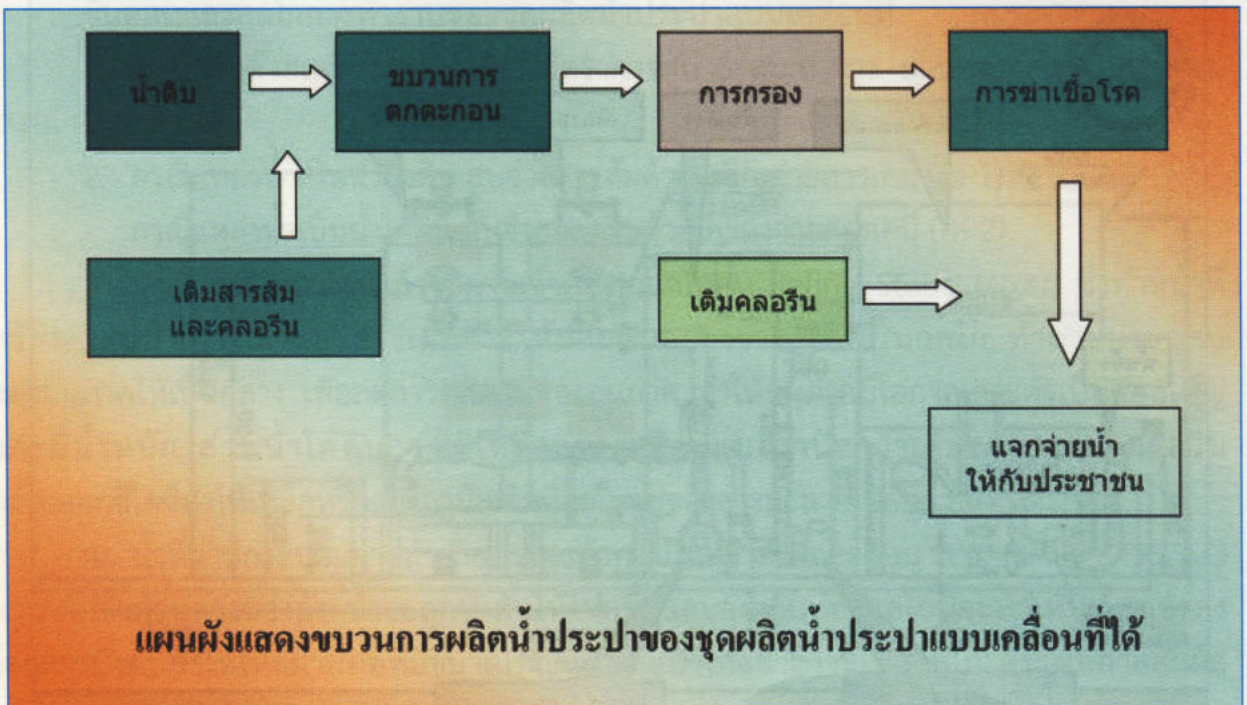 น้ำดิบ
ขบวนการ
ตกตะกอน
การกรอง
การฆ่าเชื้อโรค
เติมสารส้ม
และคลอรีน
เติมคลอรีน
แจกจ่ายน้ำ
ให้กับประชาชน
แผนผังแสดงขบวนการผลิตน้ำประปาของชุดผลิตน้ำประปาแบบเคลื่อนที่ได้